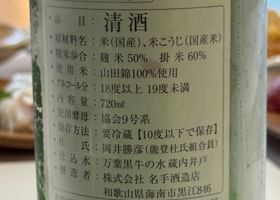 品目：清酒
原材料名：米(国産)、米こうじ(国産米)
精米歩合：麹米50% 掛米60%
使用米：山田錦100%使用
アルコール分：18度以上 19度未満
内容量：720㎖
使用酵母：協会9号系
保存方法：要冷蔵【10度以下で保存】
杜氏：岡井勝彦(能登杜氏組合員)
仕込水：万葉黒牛の水蔵内井戸
製造者：株式会社 名手酒造店
和歌山県海南市黒江846